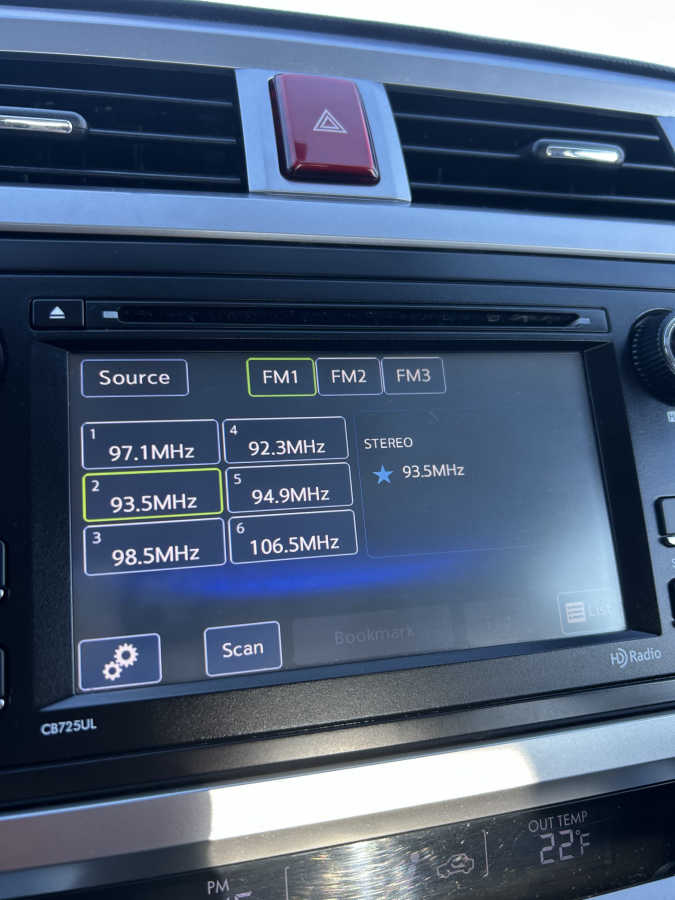 Source
FM1 FM2 FM3
1 97.1MHz
4 92.3MHz
STEREO
2 93.5MHz
5 94.9MHz
93.5MHz
3 98.5MHz
6 106.5MHz
Scan
Bookmark
List
HD Radio
CB725UL
OUT TEMP
22°F
PM